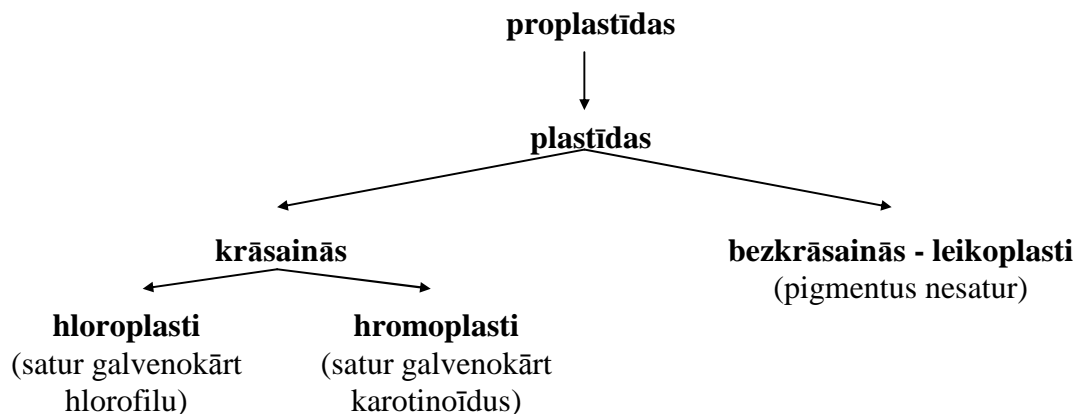 proplastīdas
plastīdas
krāsainās
bezkrāsainās - leikoplasti
(pigmentus nesatur)
hloroplasti
(satur galvenokārt
hlorofilu)
hromoplasti
(satur galvenokārt
karotinoīdus)